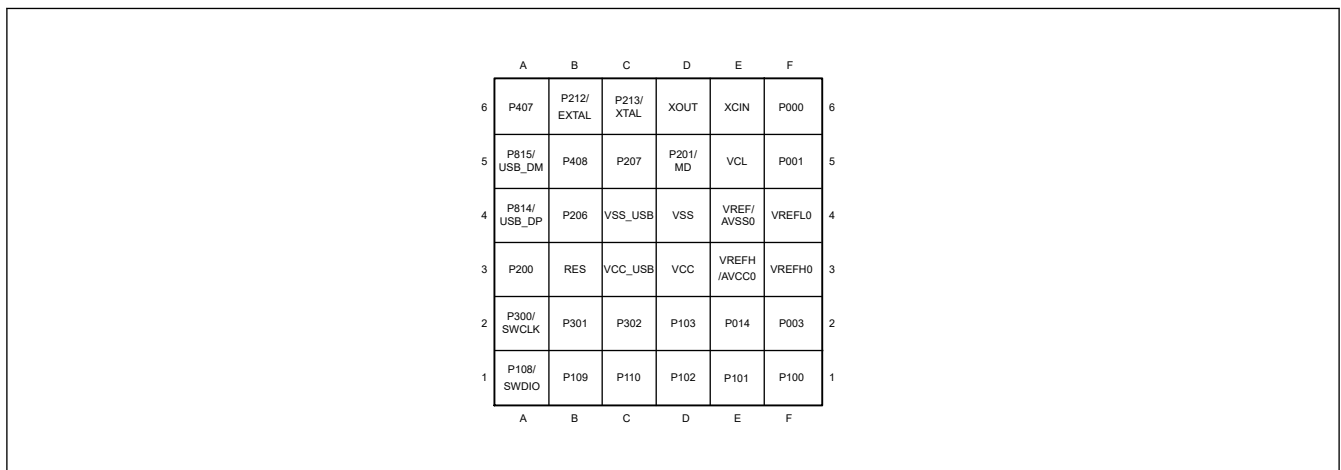 A B C D E F
6 P407 P212/ EXTAL P213/ XTAL XOUT XCIN P000 6
5 P815/ USB_DM P408 P207 P201/ MD VCL P001 5
4 P814/ USB_DP P206 VSS_USB VSS VREF/ AVSS0 VREFL0 4
3 P200 RES VCC_USB VCC VREFH /AVCC0 VREFH0 3
2 P300/ SWCLK P301 P302 P103 P014 P003 2
1 P108/ SWDIO P109 P110 P102 P101 P100 1
A B C D E F